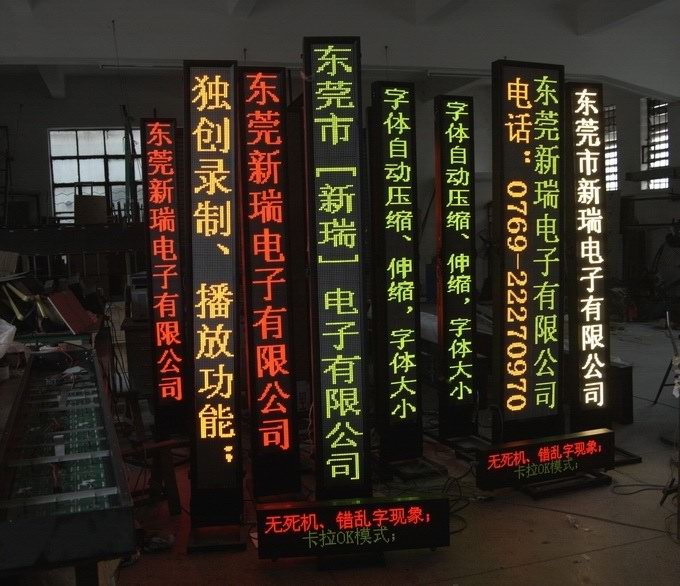 东莞新瑞电子有限公司
独创录制、播放功能；
东莞新瑞电子有限公司
东莞市[新瑞]电子有限公司
字体自动压缩、伸缩，字体大小
字体自动压缩、伸缩，字体大小
东莞新瑞电子有限公司
电话：0769-22270970
东莞市新瑞电子有限公司
无死机、错乱字现象；
卡拉OK模式；
无死机、错乱字现象；
卡拉OK模式；